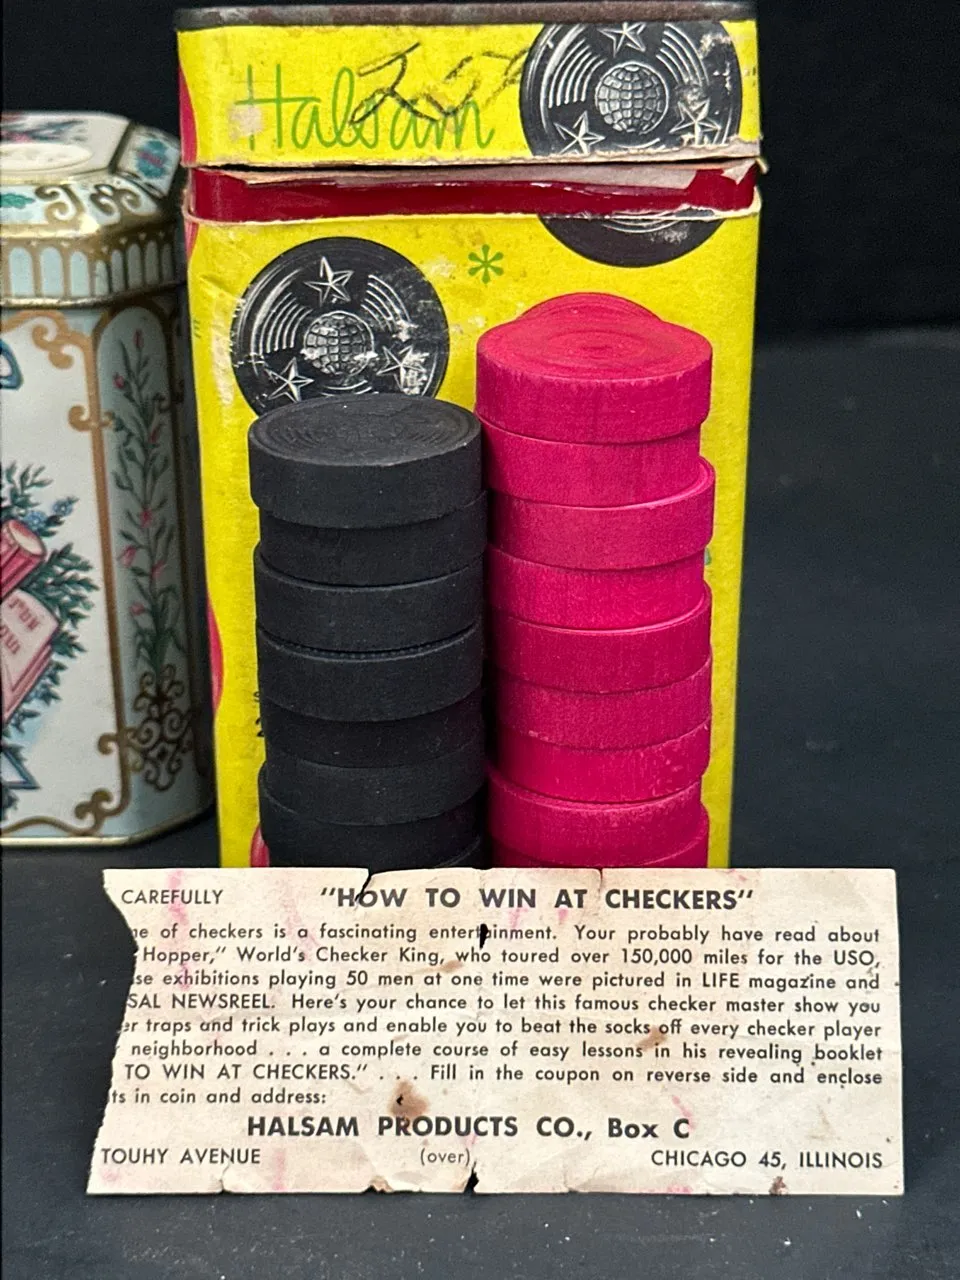 Halsam
CAREFULLY "HOW TO WIN AT CHECKERS"
of checkers is a fascinating entertainment. Your probably have read about
Hopper," World's Checker King, who toured over 150,000 miles for the USO,
exhibitions playing 50 men at one time were pictured in LIFE magazine and
NEWSREEL. Here's your chance to let this famous checker master show you
traps and trick plays and enable you to beat the socks off every checker player
neighborhood . . . a complete course of easy lessons in his revealing booklet
TO WIN AT CHECKERS." . . . Fill in the coupon on reverse side and enclose
in coin and address:
HALSAM PRODUCTS CO., Box C
TOUHY AVENUE (over) CHICAGO 45, ILLINOIS